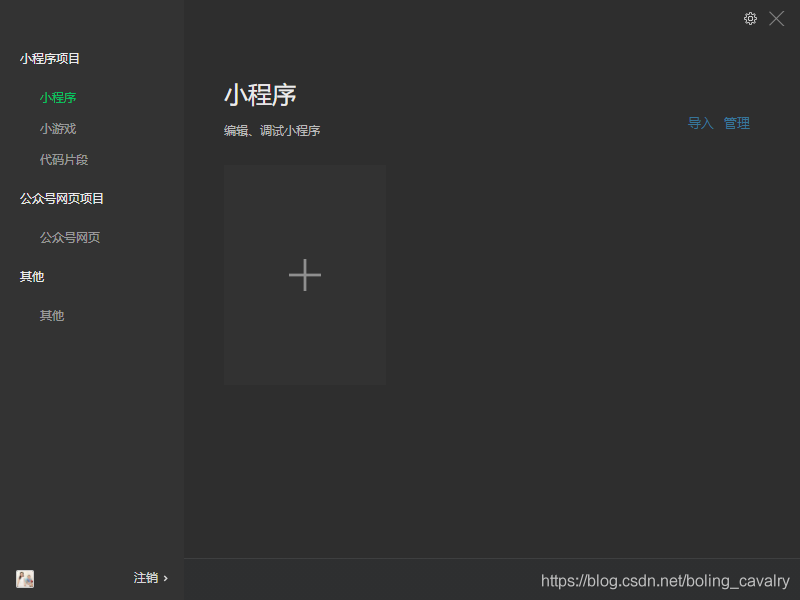 小程序项目
小程序
小游戏
代码片段
公众号网页项目
公众号网页
其他
其他
注销
小程序
编辑、调试小程序
导入 管理
https://blog.csdn.net/boling_cavalry